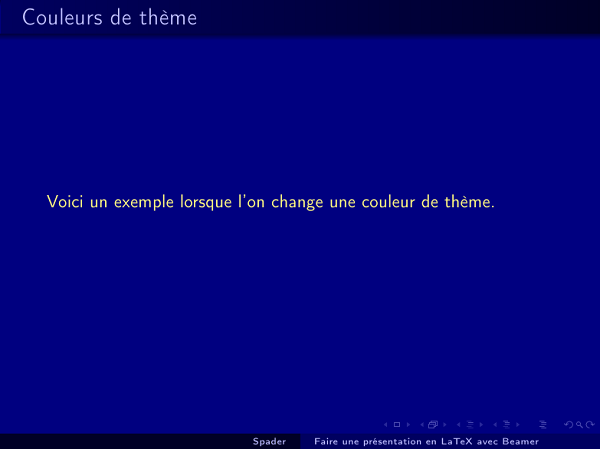 Couleurs de thème
Voici un exemple lorsque l'on change une couleur de thème.
Spader Faire une présentation en LaTeX avec Beamer